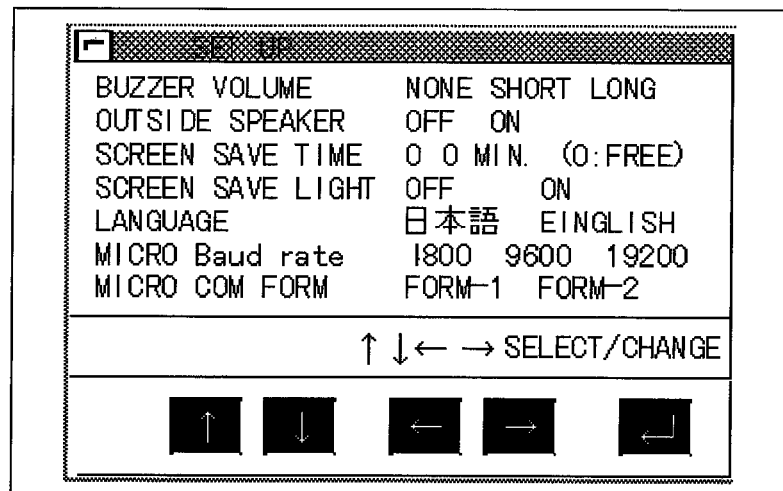 SET UP
BUZZER VOLUME NONE SHORT LONG
OUTSIDE SPEAKER OFF ON
SCREEN SAVE TIME 0 0 MIN. (0:FREE)
SCREEN SAVE LIGHT OFF ON
LANGUAGE 日本語 EINGLISH
MICRO Baud rate 1800 9600 19200
MICRO COM FORM FORM-1 FORM-2
↑ ↓ ← → SELECT/CHANGE
↑ ↓ ← → ↵